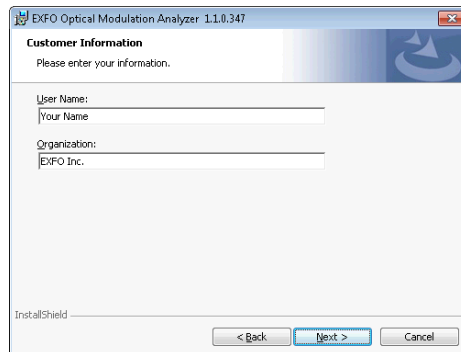 EXFO Optical Modulation Analyzer 1.1.0.347
Customer Information
Please enter your information.
User Name:
Your Name
Organization:
EXFO Inc.
InstallShield
< Back Next > Cancel